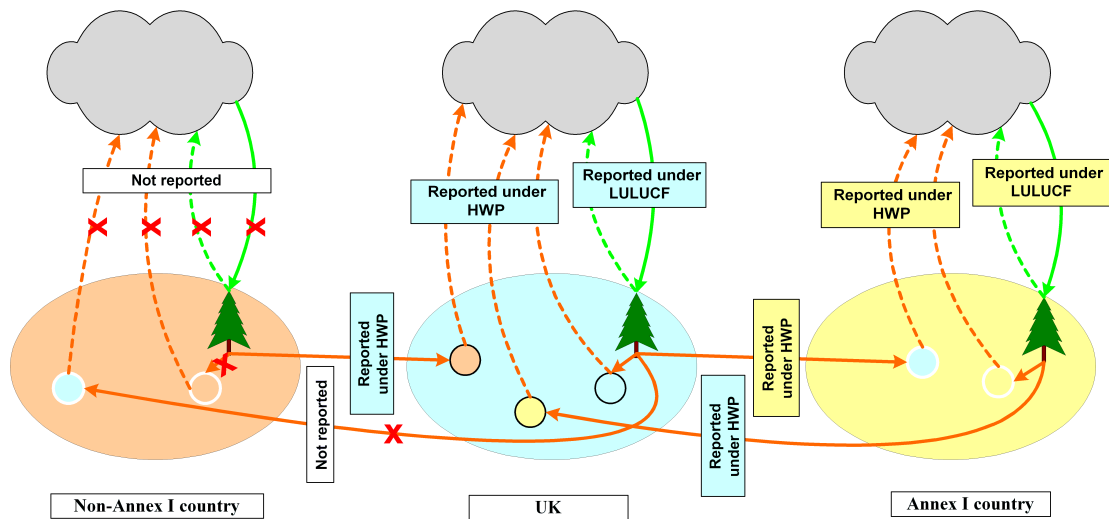 Not reported
Reported under
HWP
Reported under
LULUCF
Reported under
HWP
Reported under
LULUCF
Reported
under HWP
Not reported
Reported
under HWP
Reported
under HWP
X
X
X
X
X
X
Non-Annex I country
UK
Annex I country